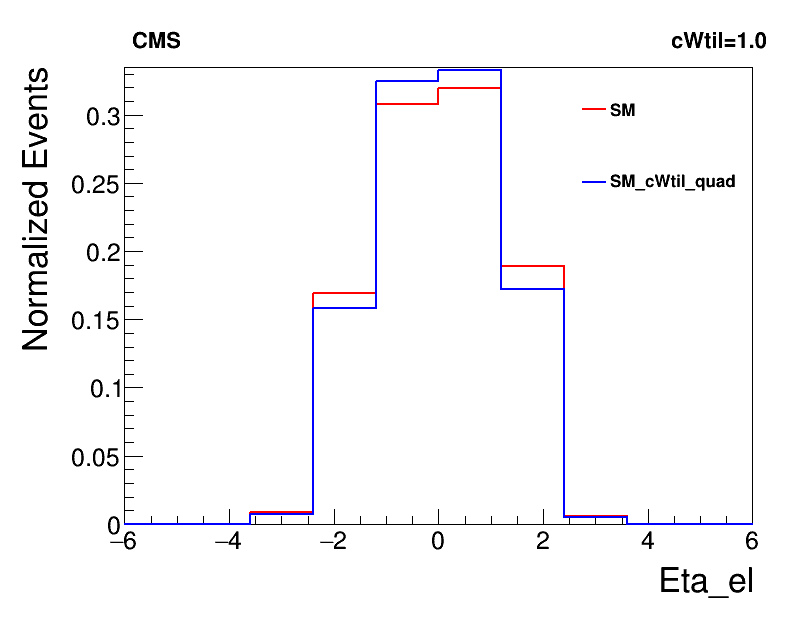 CMS
cWtil=1.0
Normalized Events
0.3
0.25
0.2
0.15
0.1
0.05
0
SM
SM_cWtil_quad
−6 −4 −2 0 2 4 6
Eta_el